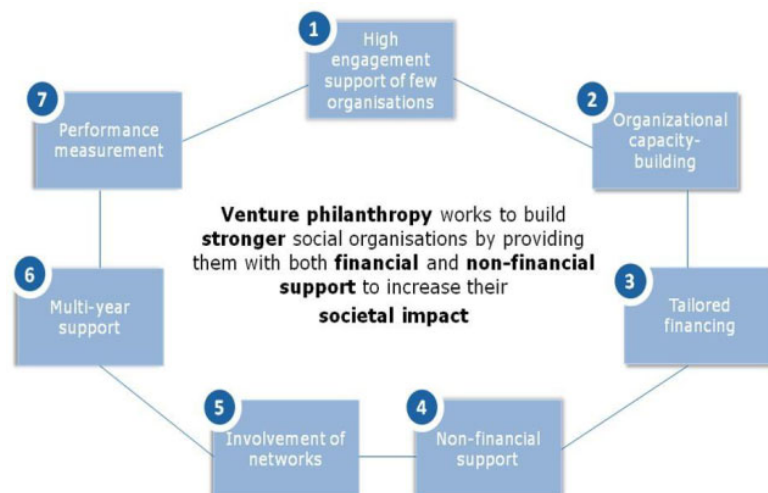 1
High
engagement
support of few
organisations
2
Organizational
capacity-
building
3
Tailored
financing
4
Non-financial
support
5
Involvement of
networks
6
Multi-year
support
7
Performance
measurement
Venture philanthropy works to build
stronger social organisations by providing
them with both financial and non-financial
support to increase their
societal impact